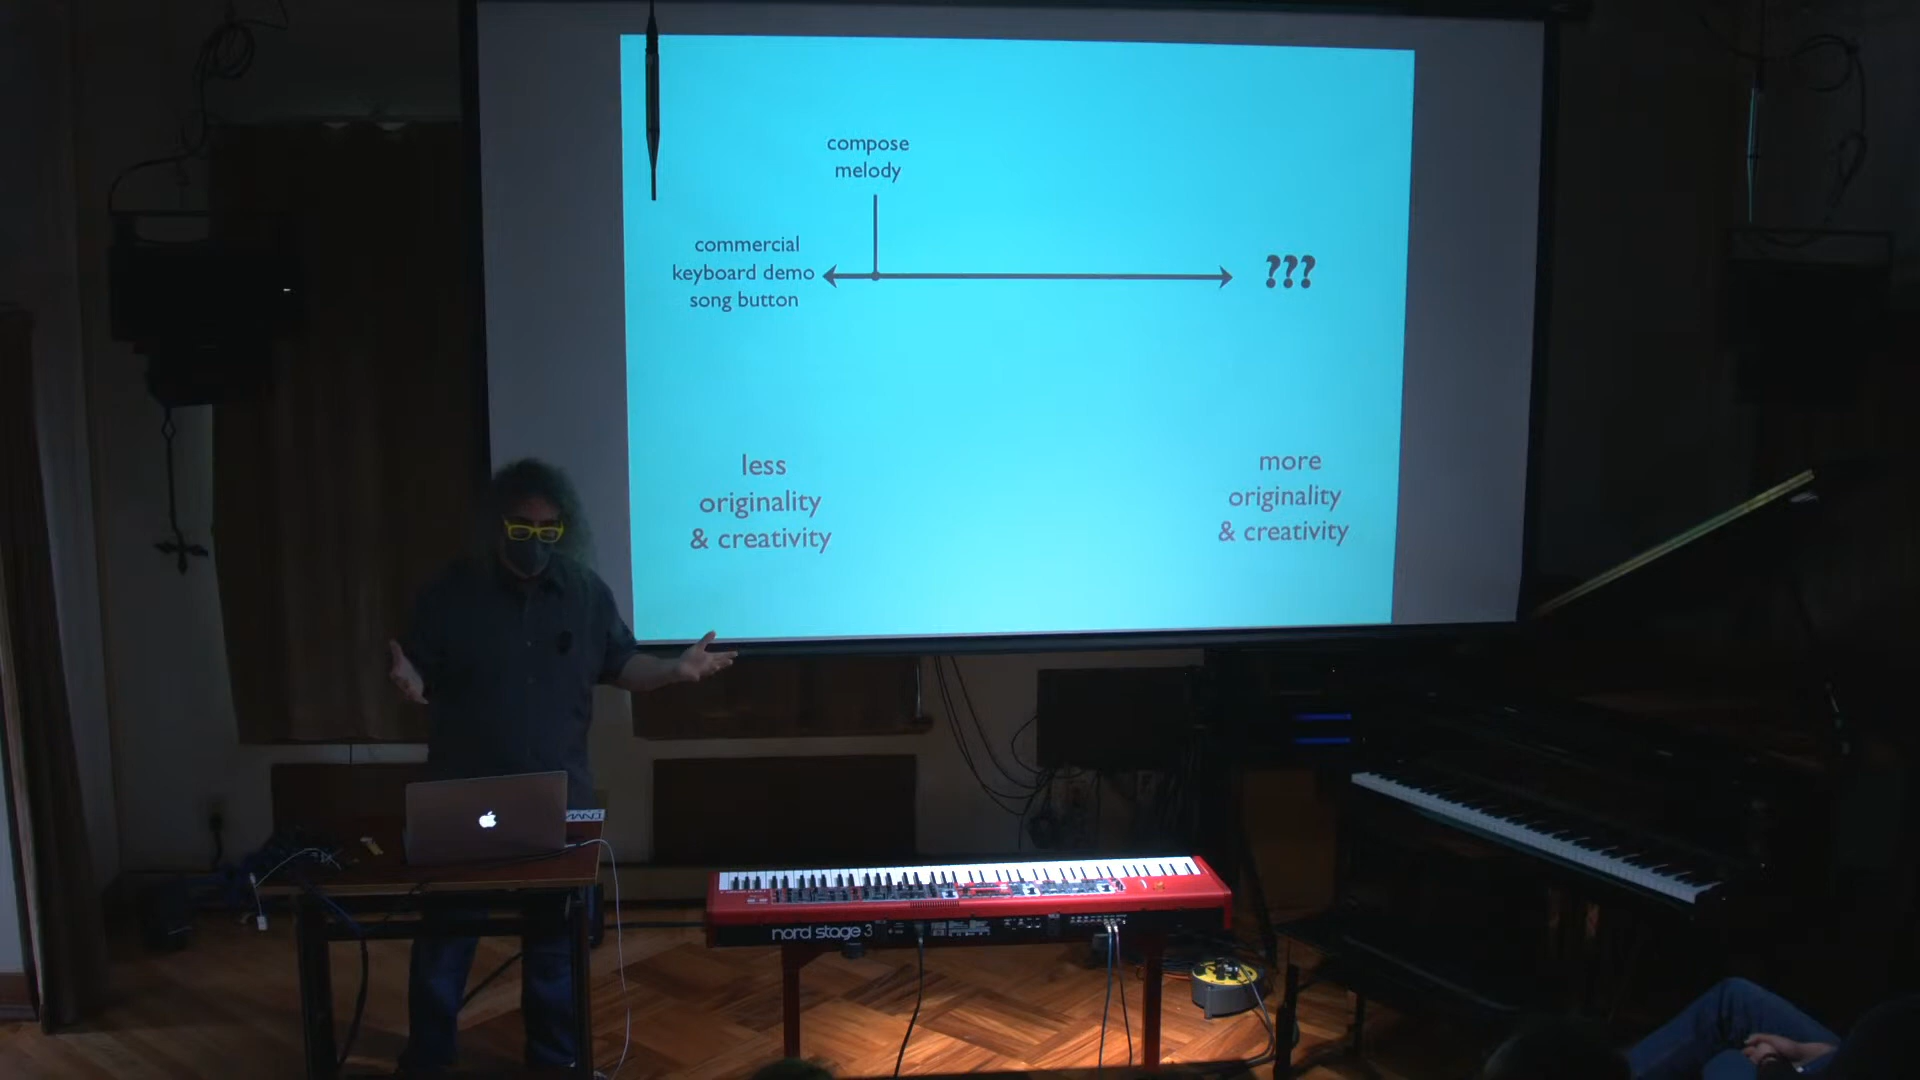 compose
melody
commercial
keyboard demo
song button
???
less
originality
& creativity
more
originality
& creativity
nord stage 3